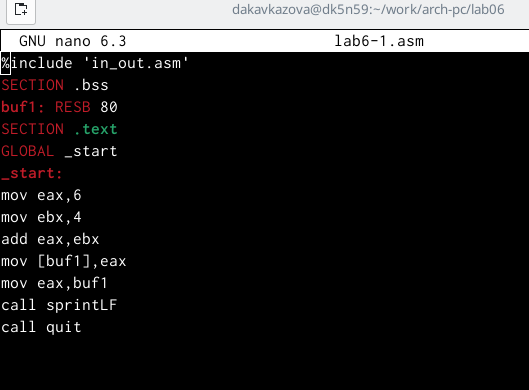 dakavkazova@dk5n59:~/work/arch-pc/lab06
GNU nano 6.3 lab6-1.asm
%include 'in_out.asm'
SECTION .bss
buf1: RESB 80
SECTION .text
GLOBAL _start
_start:
mov eax,6
mov ebx,4
add eax,ebx
mov [buf1],eax
mov eax,buf1
call sprintLF
call quit